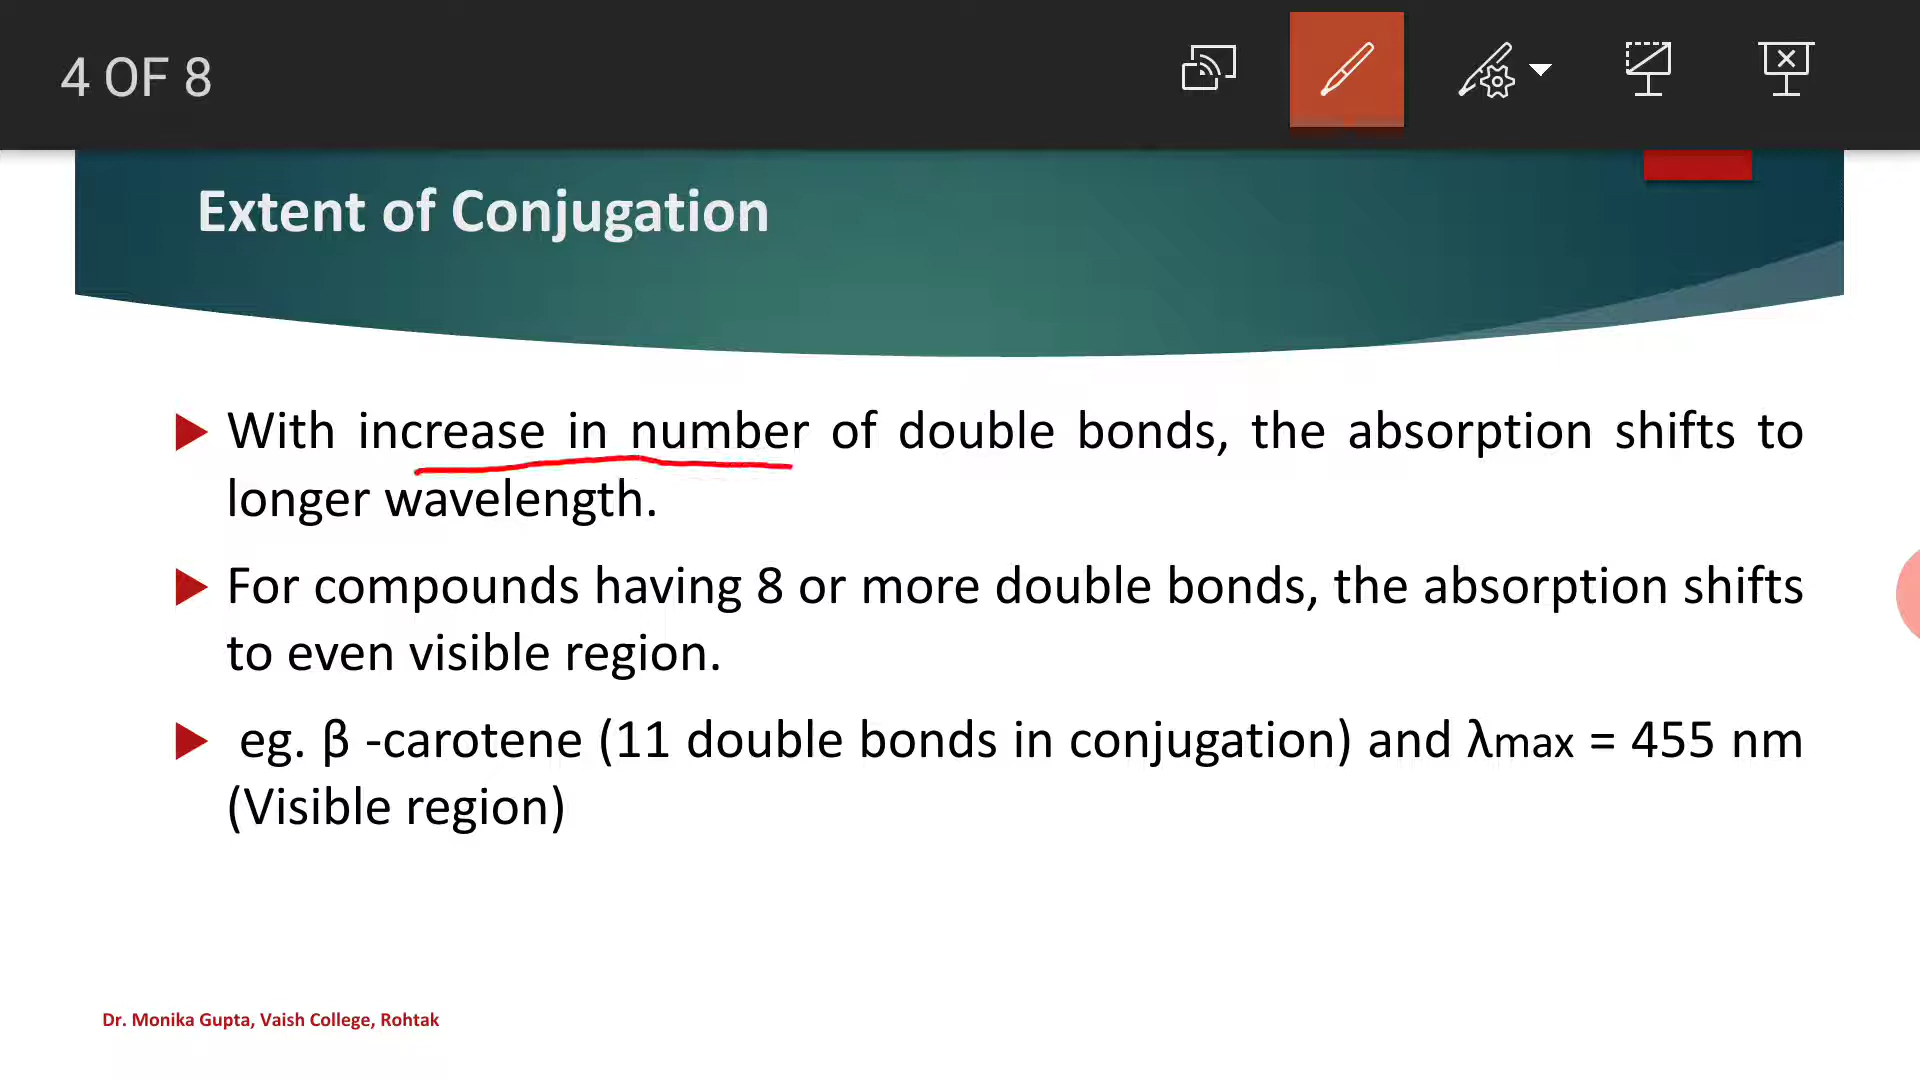 4 OF 8
Extent of Conjugation
With increase in number of double bonds, the absorption shifts to
longer wavelength.
For compounds having 8 or more double bonds, the absorption shifts
to even visible region.
eg. β -carotene (11 double bonds in conjugation) and λmax = 455 nm
(Visible region)
Dr. Monika Gupta, Vaish College, Rohtak